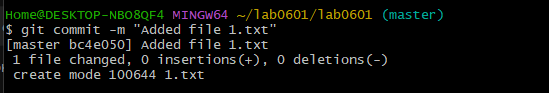 Home@DESKTOP-NBO8QF4 MINGW64 ~/lab0601/lab0601 (master)
$ git commit -m "Added file 1.txt"
[master bc4e050] Added file 1.txt
 1 file changed, 0 insertions(+), 0 deletions(-)
 create mode 100644 1.txt